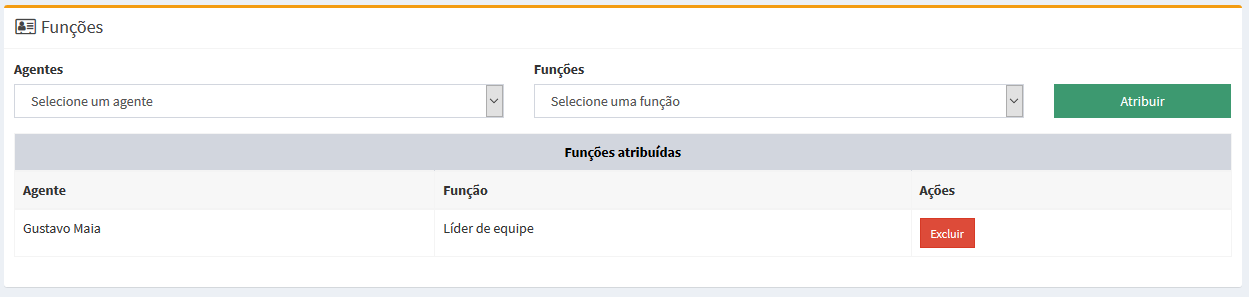 Funções
Agentes Funções
Selecione um agente Selecione uma função Atribuir
Funções atribuídas
Agente Função Ações
Gustavo Maia Líder de equipe Excluir